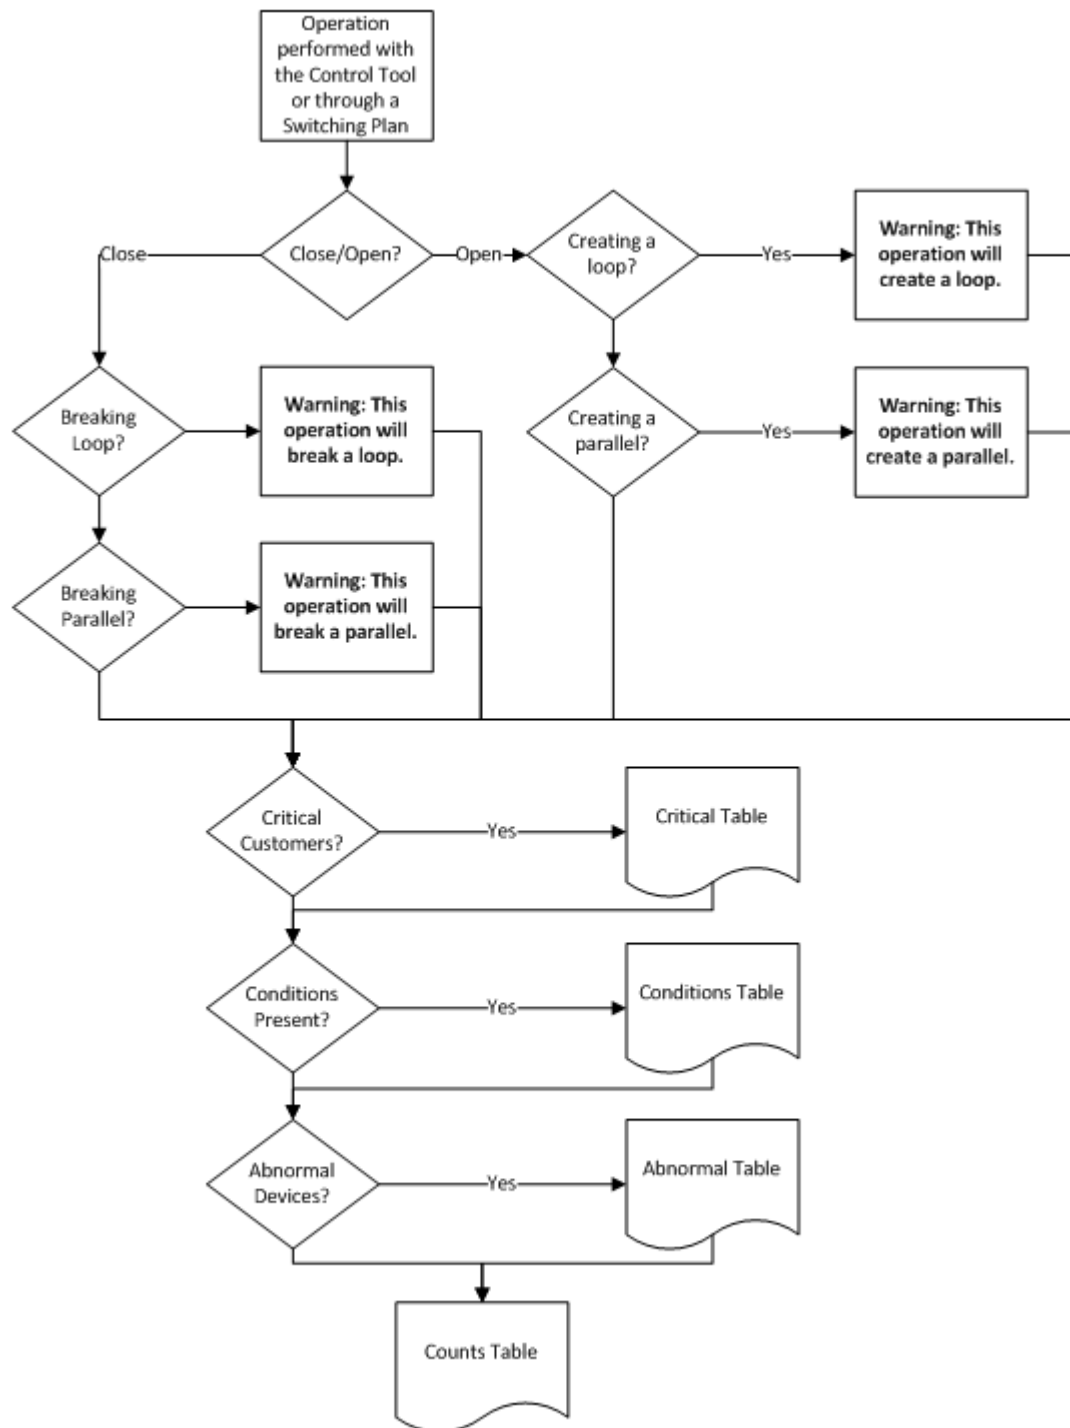 Operation
performed with
the Control Tool
or through a
Switching Plan
Close
Close/Open?
Open
Creating a
loop?
Yes
Warning: This
operation will
create a loop.
Breaking
Loop?
Warning: This
operation will
break a loop.
Creating a
parallel?
Yes
Warning: This
operation will
create a parallel.
Breaking
Parallel?
Warning: This
operation will
break a parallel.
Critical
Customers?
Yes
Critical Table
Conditions
Present?
Yes
Conditions Table
Abnormal
Devices?
Yes
Abnormal Table
Counts Table